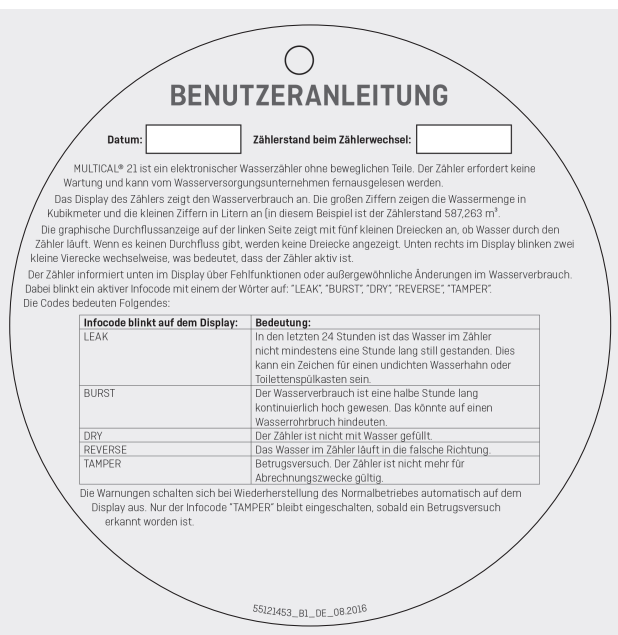 BENUTZERANLEITUNG
Datum: Zählerstand beim Zählerwechsel:
MULTICAL® 21 ist ein elektronischer Wasserzähler ohne beweglichen Teile. Der Zähler erfordert keine
Wartung und kann vom Wasserversorgungsunternehmen fernausgelesen werden.
Das Display des Zählers zeigt den Wasserverbrauch an. Die großen Ziffern zeigen die Wassermenge in
Kubikmeter und die kleinen Ziffern in Litern an (in diesem Beispiel ist der Zählerstand 587,263 m³.
Die graphische Durchflussanzeige auf der linken Seite zeigt mit fünf kleinen Dreiecken an, ob Wasser durch den
Zähler läuft. Wenn es keinen Durchfluss gibt, werden keine Dreiecke angezeigt. Unten rechts im Display blinken zwei
kleine Vierecke wechselweise, was bedeutet, dass der Zähler aktiv ist.
Der Zähler informiert unten im Display über Fehlfunktionen oder außergewöhnliche Änderungen im Wasserverbrauch.
Dabei blinkt ein aktiver Infocode mit einem der Wörter auf: "LEAK", "BURST", "DRY", "REVERSE", "TAMPER".
Die Codes bedeuten Folgendes:
Infocode blinkt auf dem Display: Bedeutung:
LEAK In den letzten 24 Stunden ist das Wasser im Zähler
nicht mindestens eine Stunde lang still gestanden. Dies
kann ein Zeichen für einen undichten Wasserhahn oder
Toilettenspülkasten sein.
BURST Der Wasserverbrauch ist eine halbe Stunde lang
kontinuierlich hoch gewesen. Das könnte auf einen
Wasserrohrbruch hindeuten.
DRY Der Zähler ist nicht mit Wasser gefüllt.
REVERSE Das Wasser im Zähler läuft in die falsche Richtung.
TAMPER Betrugsversuch. Der Zähler ist nicht mehr für
Abrechnungszwecke gültig.
Die Warnungen schalten sich bei Wiederherstellung des Normalbetriebes automatisch auf dem
Display aus. Nur der Infocode "TAMPER" bleibt eingeschalten, sobald ein Betrugsversuch
erkannt worden ist.
55121453_B1_DE_08.2016